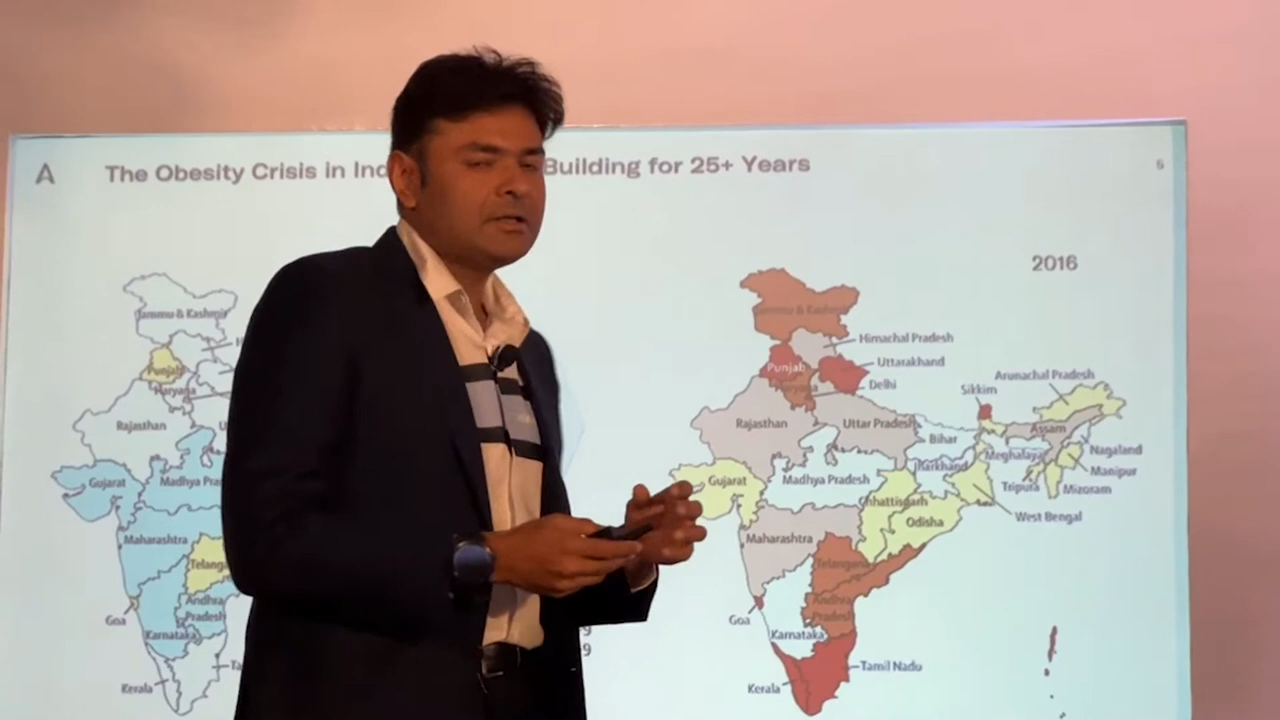 A The Obesity Crisis in Ind Building for 25+ Years 6
2016
Jammu & Kashmir
Punjab
Haryana
Rajasthan
Gujarat
Madhya Pra
Maharashtra
Telanga
Andhra
Pradesh
Goa
Karnataka
Kerala
Jammu & Kashmir
Himachal Pradesh
Punjab
Uttarakhand
Haryana
Delhi
Arunachal Pradesh
Sikkim
Rajasthan
Uttar Pradesh
Bihar
Assam
Nagaland
Meghalaya
Manipur
Jharkhand
Gujarat
Madhya Pradesh
Tripura
Mizoram
Chhattisgarh
West Bengal
Odisha
Maharashtra
Telangana
Andhra
Pradesh
Goa
Karnataka
Tamil Nadu
Kerala
9
9